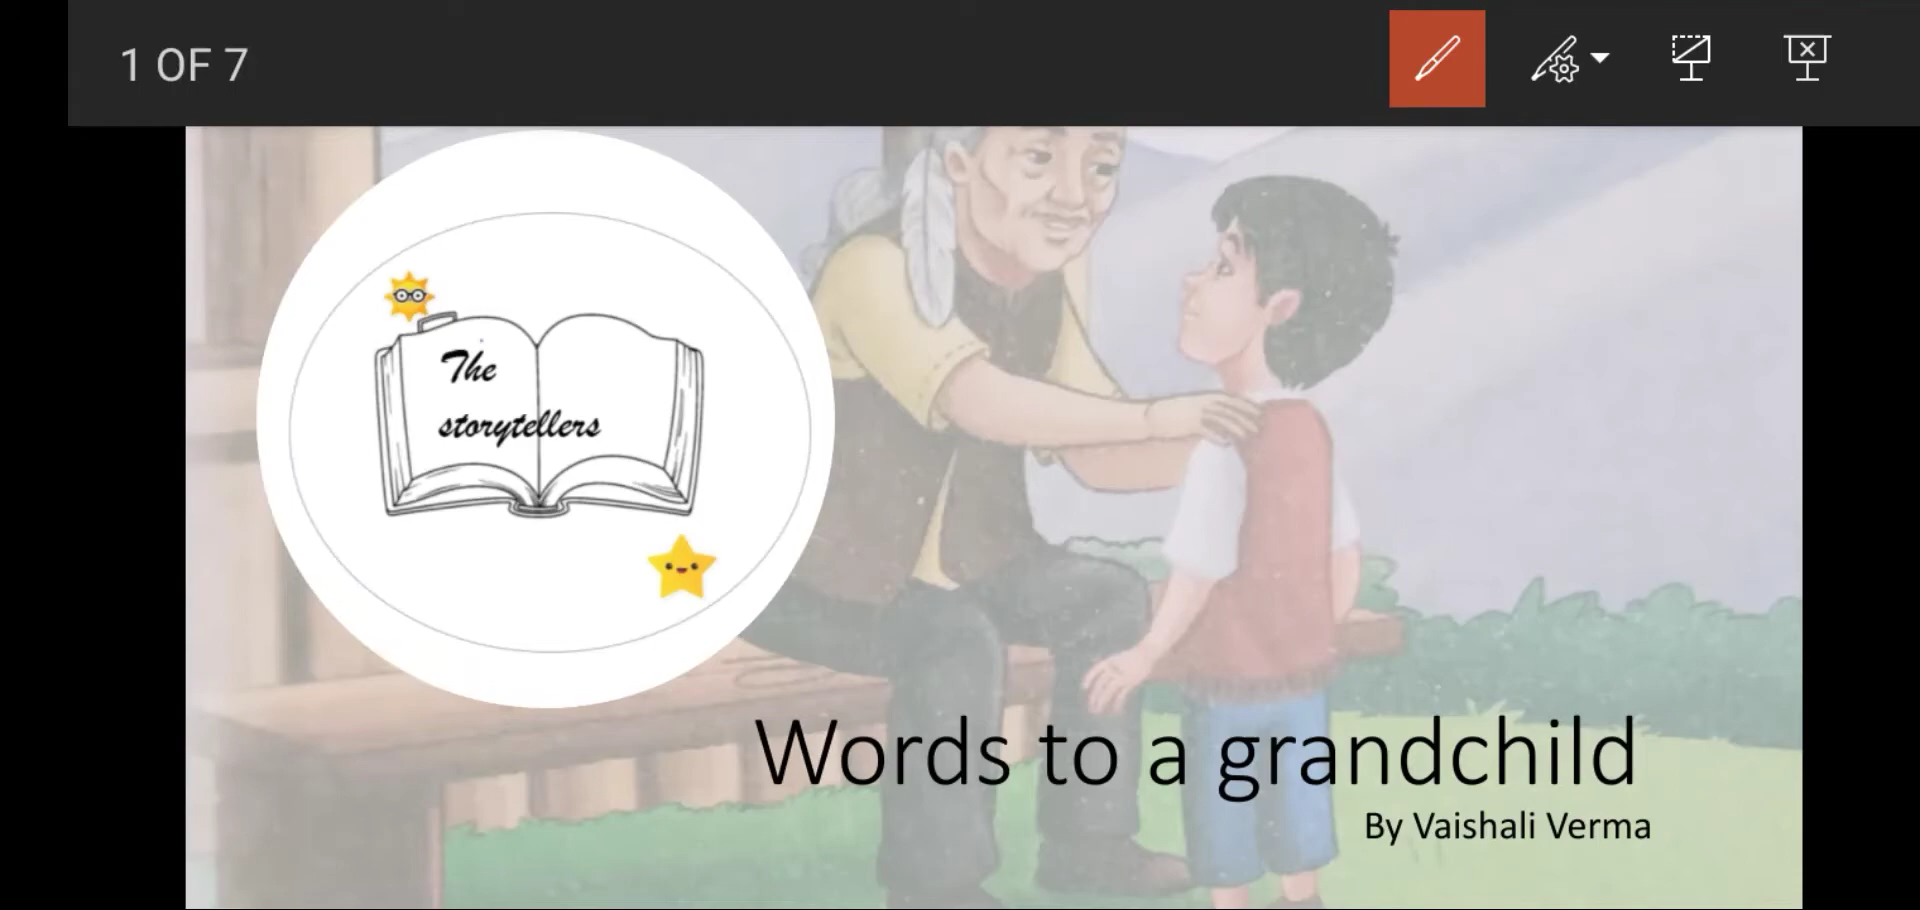 1 OF 7
The
storytellers
Words to a grandchild
By Vaishali Verma